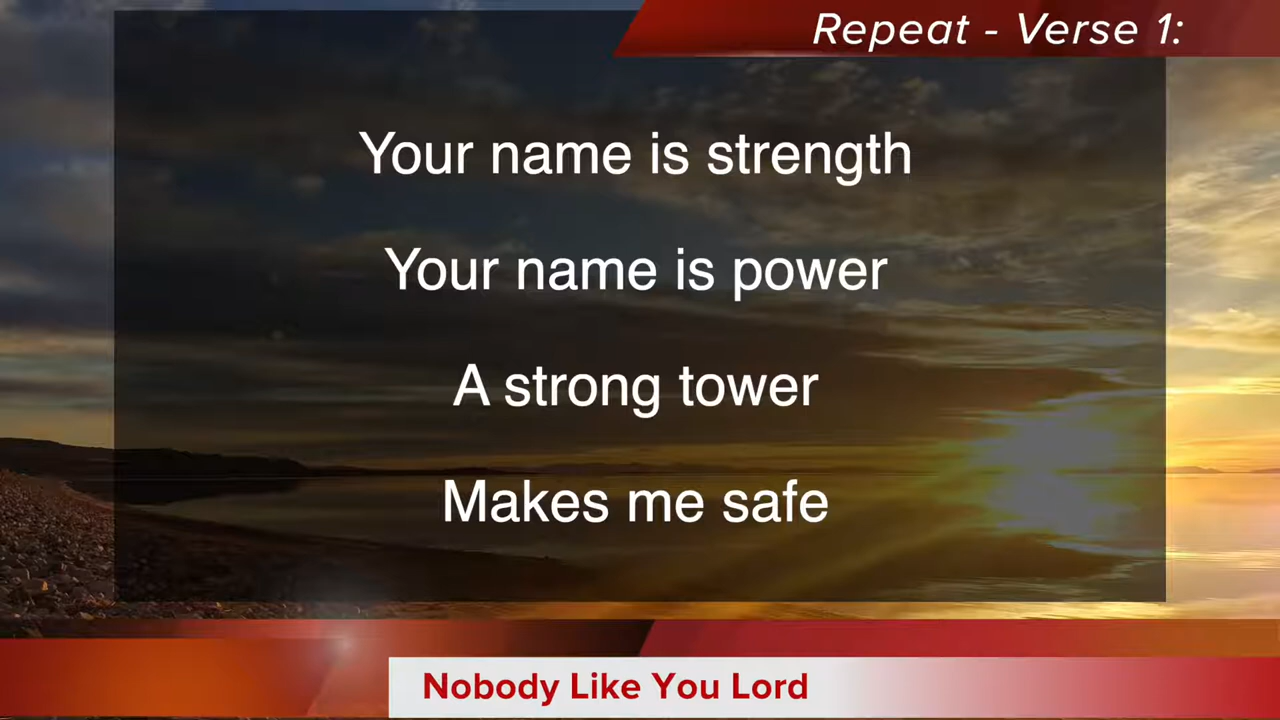 Repeat - Verse 1:
Your name is strength
Your name is power
A strong tower
Makes me safe
Nobody Like You Lord